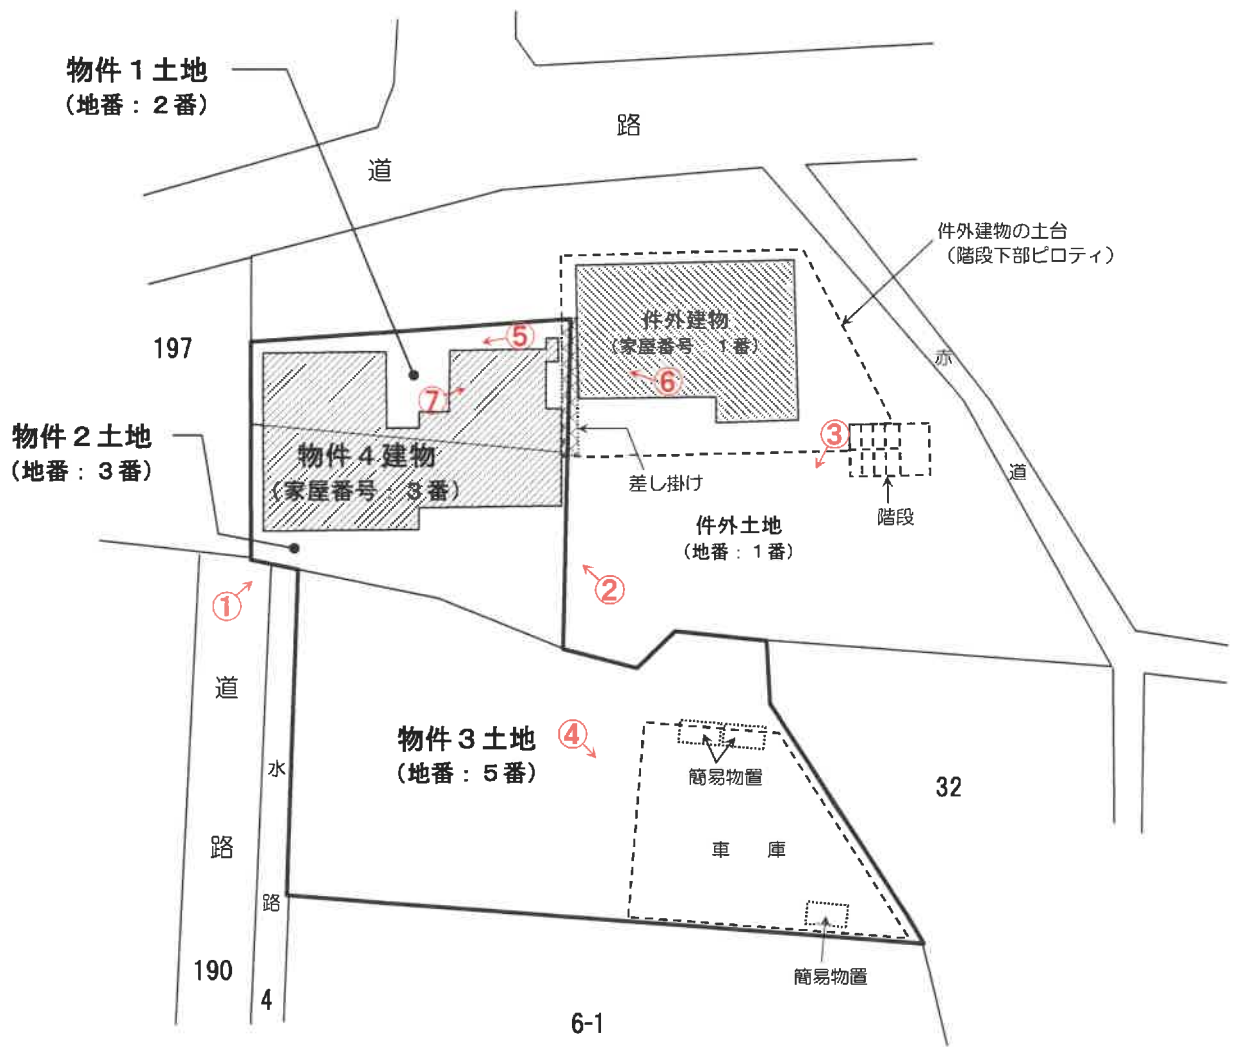 物件１土地
（地番：２番）
路
道
件外建物の土台
（階段下部ピロティ）
197
⑤
件外建物
（家屋番号　１番）
⑥
⑦
赤
道
物件２土地
（地番：３番）
物件４建物
（家屋番号　３番）
③
差し掛け
階段
件外土地
（地番：１番）
①
②
道
路
水
路
物件３土地
（地番：５番）
④
簡易物置
32
車　庫
簡易物置
190
4
6-1